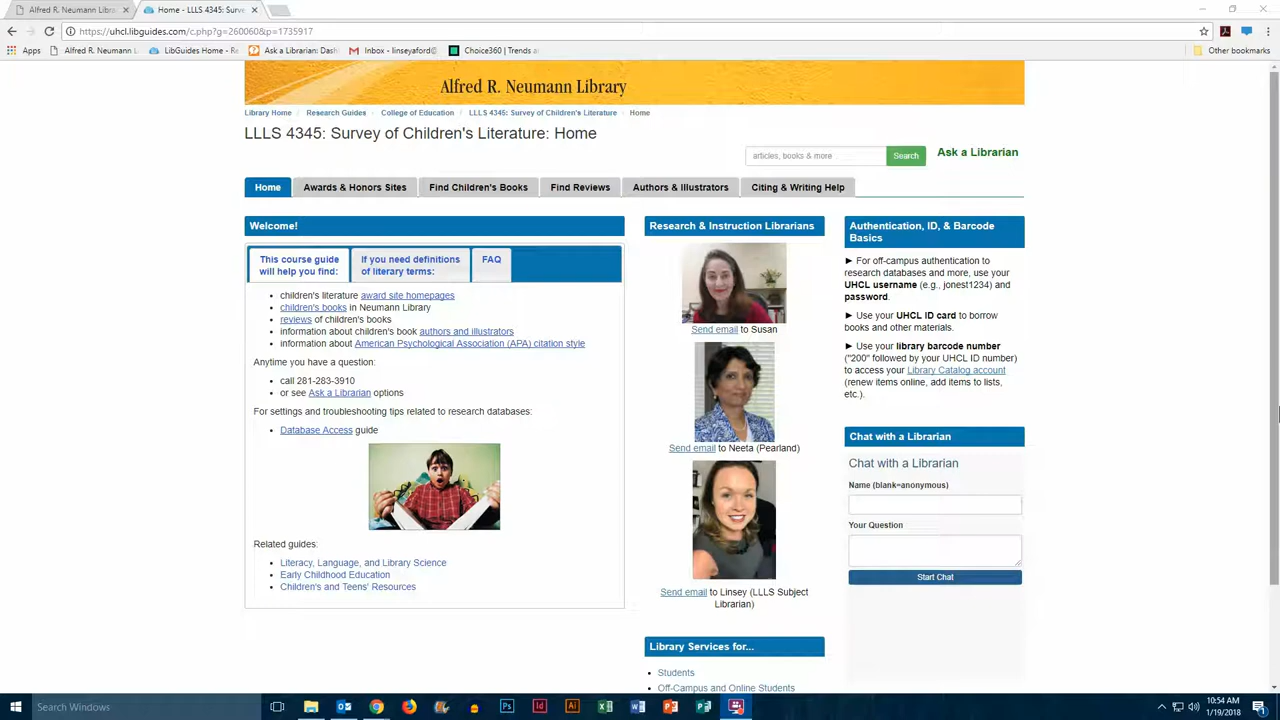 Alfred R. Neumann Libra
Home - LLLS 4345: Surve
https://uhcl.libguides.com/c.php?g=260060&p=1735917
Apps Alfred R. Neumann L LibGuides Home - Re Ask a Librarian: Dash Inbox - linseyaford@ Choice360 | Trends an Other bookmarks
Alfred R. Neumann Library
Library Home / Research Guides / College of Education / LLLS 4345: Survey of Children's Literature / Home
LLLS 4345: Survey of Children's Literature: Home
articles, books & more Search Ask a Librarian
Home Awards & Honors Sites Find Children's Books Find Reviews Authors & Illustrators Citing & Writing Help
Welcome!
This course guide
will help you find:
If you need definitions
of literary terms:
FAQ
• children's literature award site homepages
• children's books in Neumann Library
• reviews of children's books
• information about children's book authors and illustrators
• information about American Psychological Association (APA) citation style
Anytime you have a question:
• call 281-283-3910
• or see Ask a Librarian options
For settings and troubleshooting tips related to research databases:
• Database Access guide
Related guides:
• Literacy, Language, and Library Science
• Early Childhood Education
• Children's and Teens' Resources
Research & Instruction Librarians
Send email to Susan
Send email to Neeta (Pearland)
Send email to Linsey (LLLS Subject
Librarian)
Library Services for...
• Students
• Off-Campus and Online Students
Authentication, ID, & Barcode
Basics
► For off-campus authentication to
research databases and more, use your
UHCL username (e.g., jonest1234) and
password.
► Use your UHCL ID card to borrow
books and other materials.
► Use your library barcode number
("200" followed by your UHCL ID number)
to access your Library Catalog account
(renew items online, add items to lists,
etc.).
Chat with a Librarian
Chat with a Librarian
Name (blank=anonymous)
Your Question
Start Chat
Search Windows
10:54 AM
1/19/2018